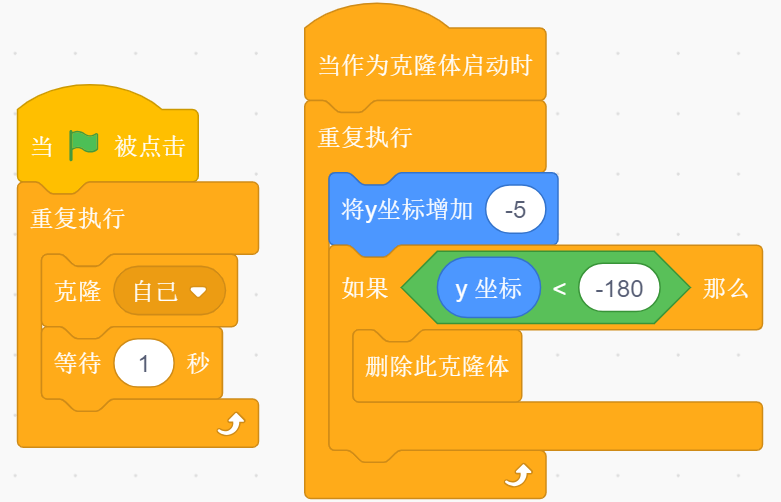 当 被点击
重复执行
克隆 自己
等待 1 秒
当作为克隆体启动时
重复执行
将y坐标增加 -5
如果 y 坐标 < -180 那么
删除此克隆体